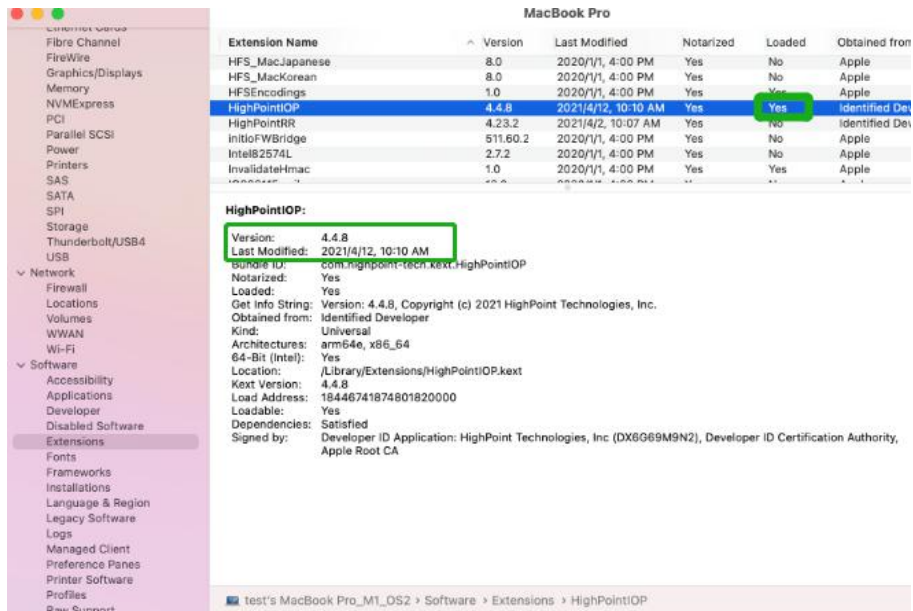 MacBook Pro
Ethernet Cards
Fibre Channel
FireWire
Graphics/Displays
Memory
NVMExpress
PCI
Parallel SCSI
Power
Printers
SAS
SATA
SPI
Storage
Thunderbolt/USB4
USB
Network
Firewall
Locations
Volumes
WWAN
Wi-Fi
Software
Accessibility
Applications
Developer
Disabled Software
Extensions
Fonts
Frameworks
Installations
Language & Region
Legacy Software
Logs
Managed Client
Preference Panes
Printer Software
Profiles
Raw Support
Extension Name Version Last Modified Notarized Loaded Obtained from
HFS_MacJapanese 8.0 2020/1/1, 4:00 PM Yes No Apple
HFS_MacKorean 8.0 2020/1/1, 4:00 PM Yes No Apple
HFSEncodings 1.0 2020/1/1, 4:00 PM Yes Yes Apple
HighPointIOP 4.4.8 2021/4/12, 10:10 AM Yes Yes Identified Dev
HighPointRR 4.23.2 2021/4/2, 10:07 AM Yes No Identified Dev
initioFWBridge 511.60.2 2020/1/1, 4:00 PM Yes No Apple
Intel82574L 2.7.2 2020/1/1, 4:00 PM Yes No Apple
InvalidateHmac 1.0 2020/1/1, 4:00 PM Yes Yes Apple
HighPointIOP:
Version: 4.4.8
Last Modified: 2021/4/12, 10:10 AM
Bundle ID: com.highpoint-tech.kext.HighPointIOP
Notarized: Yes
Loaded: Yes
Get Info String: Version: 4.4.8, Copyright (c) 2021 HighPoint Technologies, Inc.
Obtained from: Identified Developer
Kind: Universal
Architectures: arm64e, x86_64
64-Bit (Intel): Yes
Location: /Library/Extensions/HighPointIOP.kext
Kext Version: 4.4.8
Load Address: 18446741874801820000
Loadable: Yes
Dependencies: Satisfied
Signed by: Developer ID Application: HighPoint Technologies, Inc (DX6G69M9N2), Developer ID Certification Authority,
Apple Root CA
test's MacBook Pro_M1_OS2 › Software › Extensions › HighPointIOP